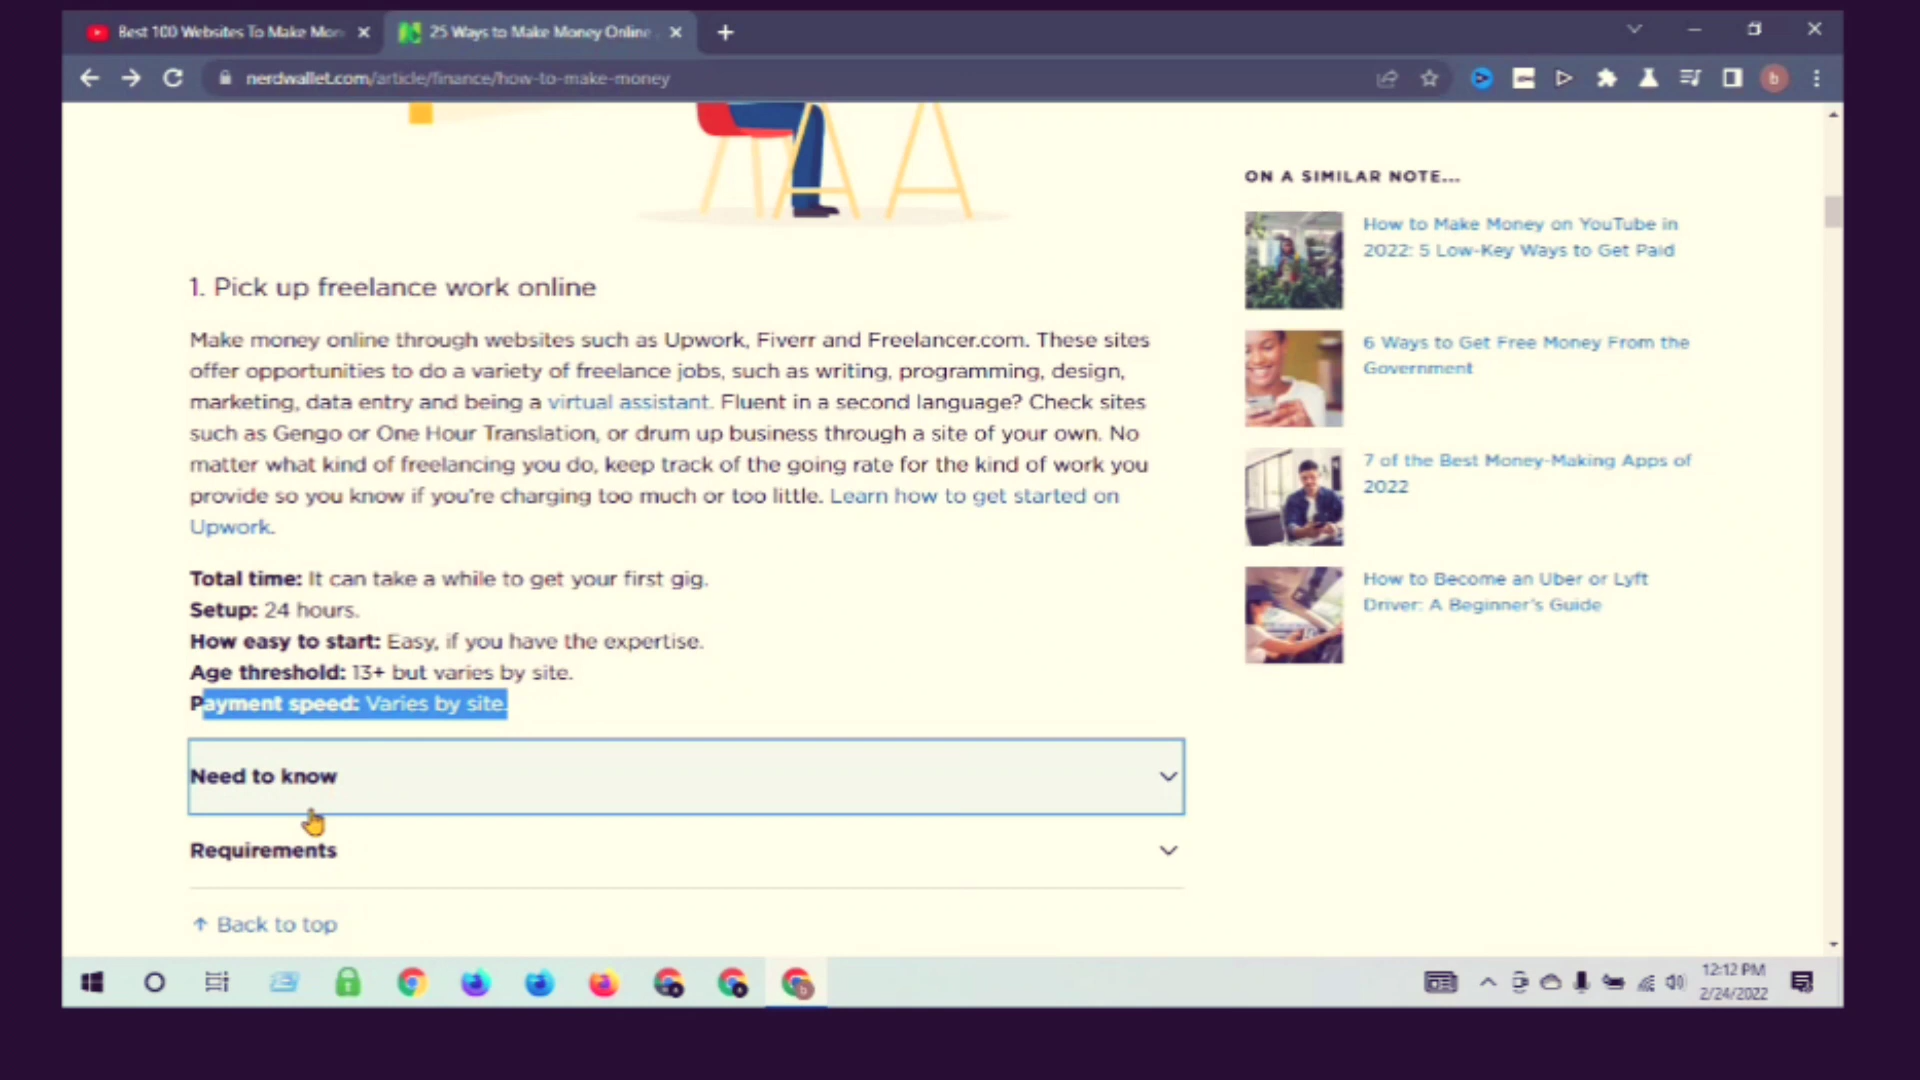 Best 100 Websites To Make Mon
25 Ways to Make Money Online
nerdwallet.com/article/finance/how-to-make-money
b
ON A SIMILAR NOTE...
How to Make Money on YouTube in
2022: 5 Low-Key Ways to Get Paid
6 Ways to Get Free Money From the
Government
7 of the Best Money-Making Apps of
2022
How to Become an Uber or Lyft
Driver: A Beginner's Guide
1. Pick up freelance work online
Make money online through websites such as Upwork, Fiverr and Freelancer.com. These sites
offer opportunities to do a variety of freelance jobs, such as writing, programming, design,
marketing, data entry and being a virtual assistant. Fluent in a second language? Check sites
such as Gengo or One Hour Translation, or drum up business through a site of your own. No
matter what kind of freelancing you do, keep track of the going rate for the kind of work you
provide so you know if you're charging too much or too little. Learn how to get started on
Upwork.
Total time: It can take a while to get your first gig.
Setup: 24 hours.
How easy to start: Easy, if you have the expertise.
Age threshold: 13+ but varies by site.
Payment speed: Varies by site.
Need to know
Requirements
↑ Back to top
12:12 PM
2/24/2022